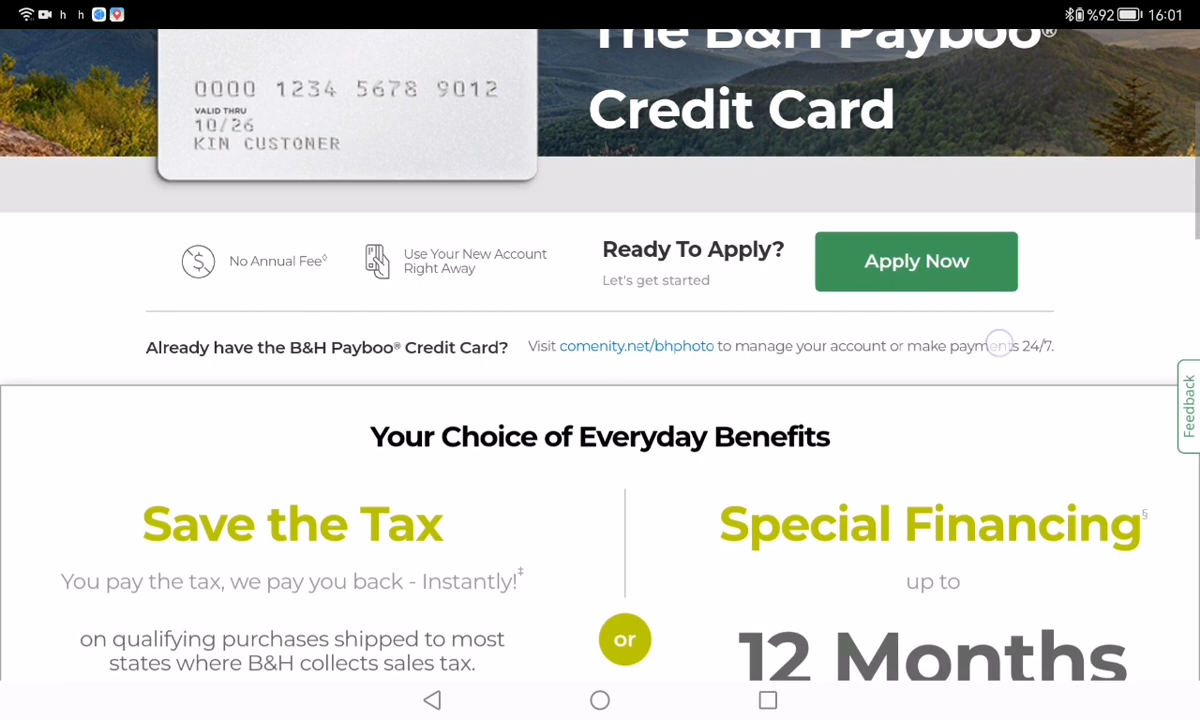 h h %92 16:01
The B&H Payboo®
Credit Card
0000 1234 5678 9012
VALID THRU
10/26
KIN CUSTOMER
No Annual Fee◊
Use Your New Account
Right Away
Ready To Apply?
Let's get started
Apply Now
Already have the B&H Payboo® Credit Card? Visit comenity.net/bhphoto to manage your account or make payments 24/7.
Feedback
Your Choice of Everyday Benefits
Save the Tax
You pay the tax, we pay you back - Instantly!‡
on qualifying purchases shipped to most
states where B&H collects sales tax.
or
Special Financing§
up to
12 Months